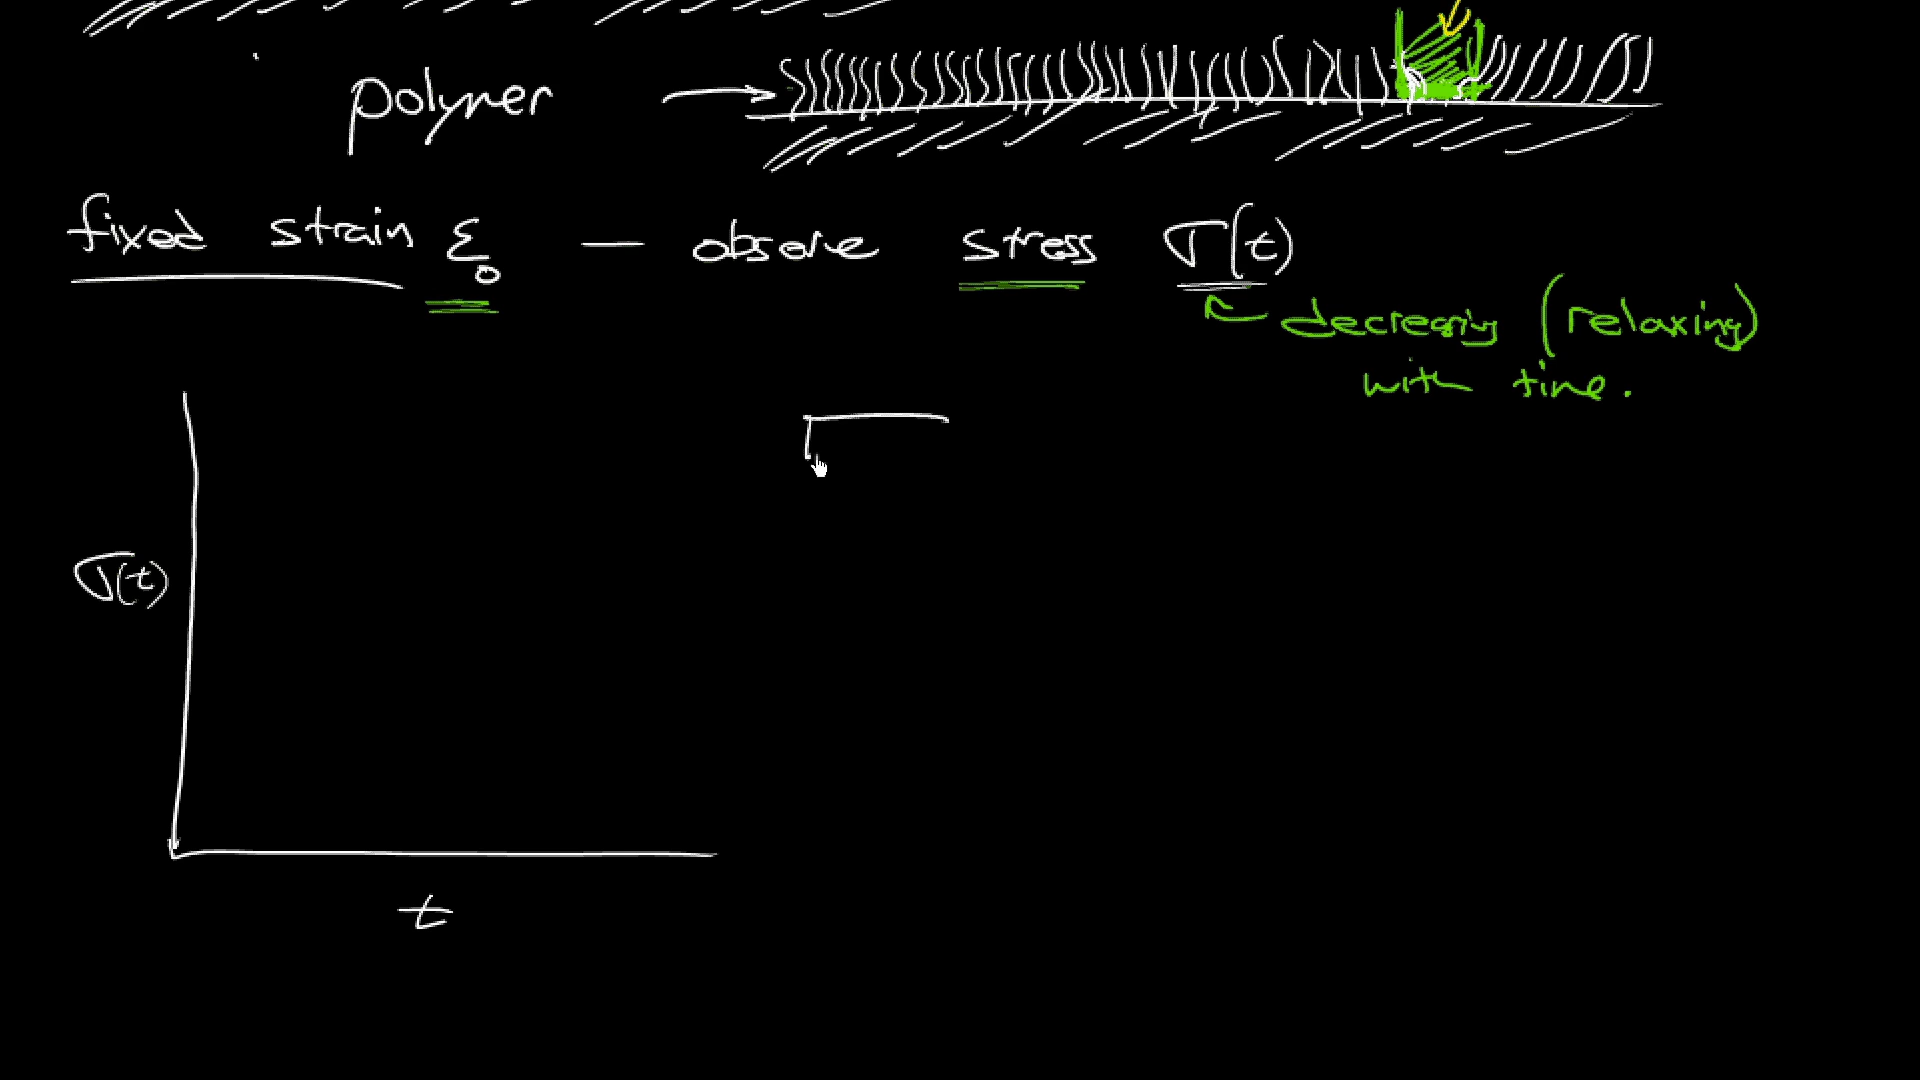 polymer
fixed strain ε₀ — observe stress σ(t)
decreasing (relaxing)
with time.
σ(t)
t